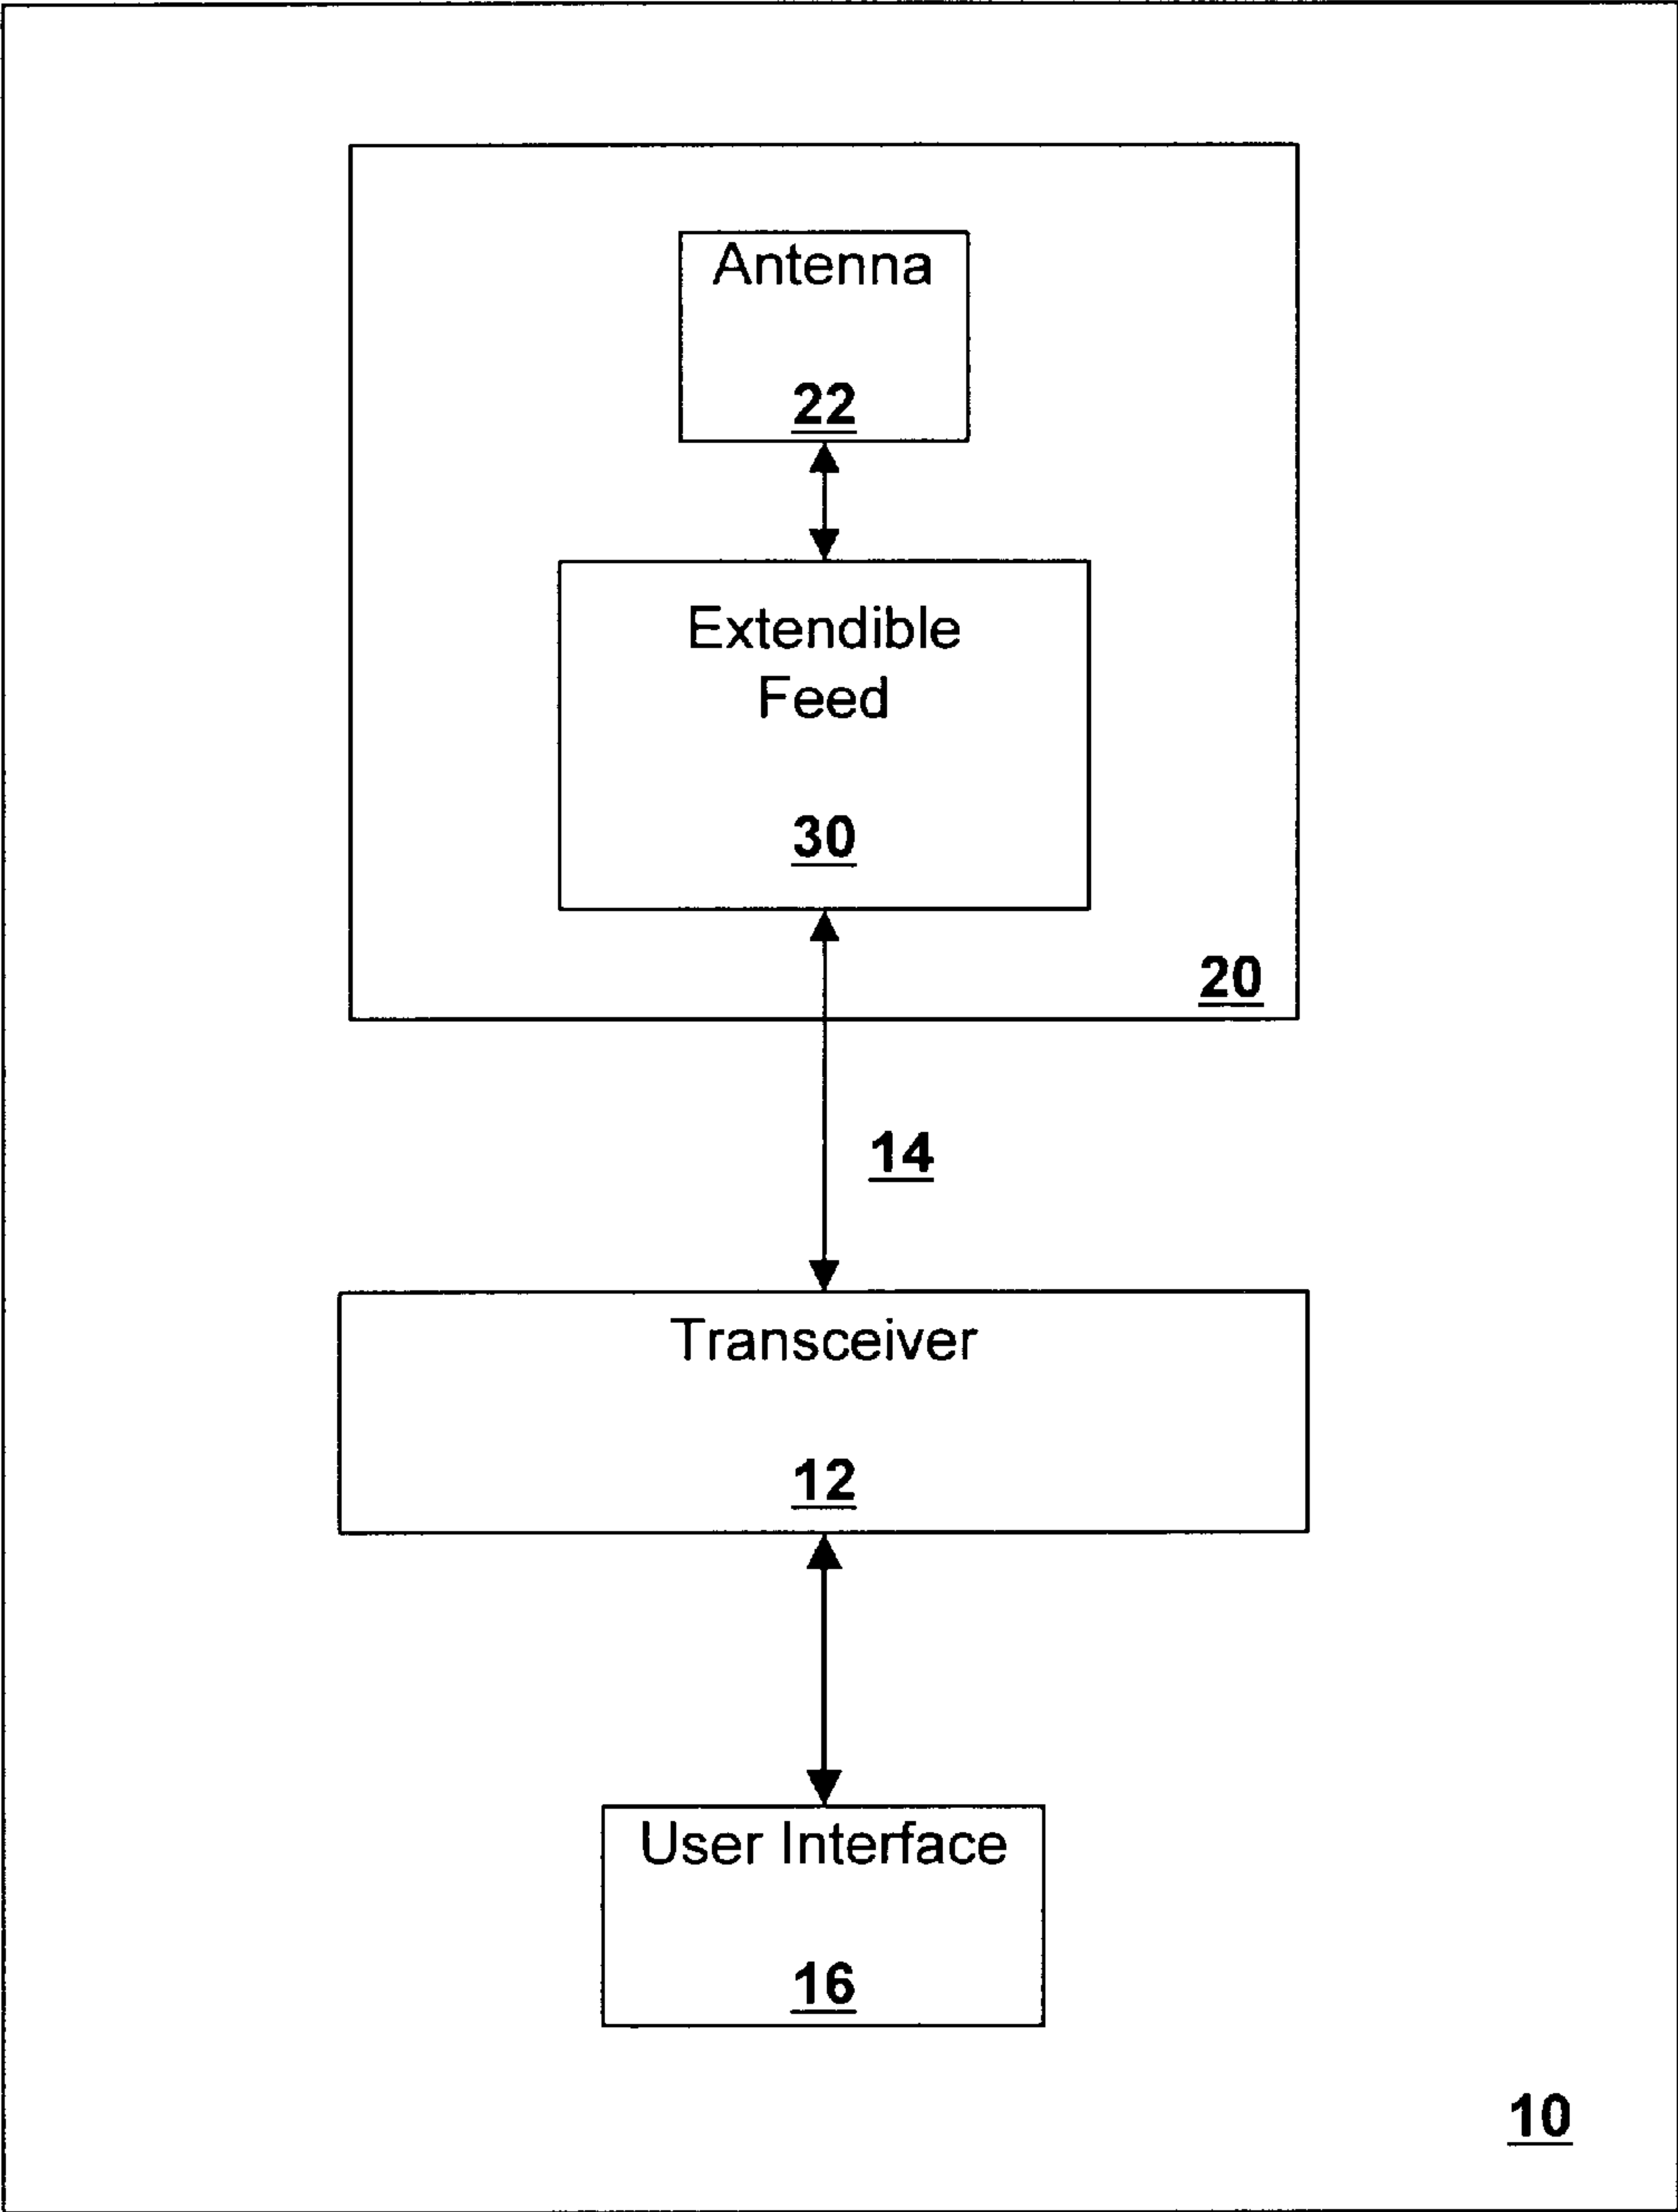 Antenna
22
Extendible
Feed
30
20
14
Transceiver
12
User Interface
16
10